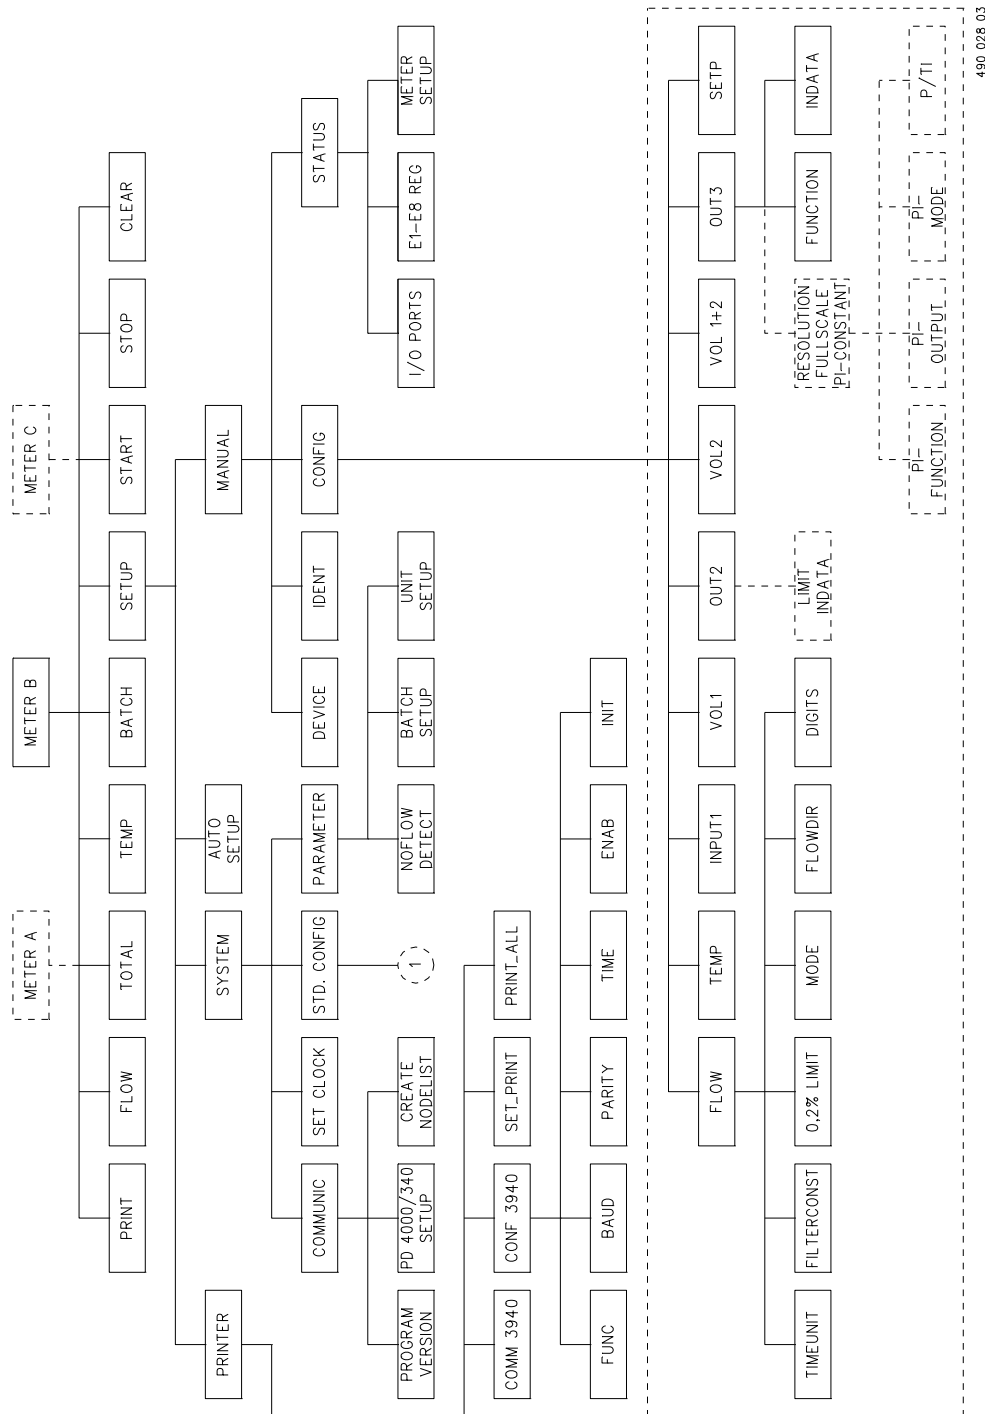 METER A
METER B
METER C
PRINT
FLOW
TOTAL
TEMP
BATCH
SETUP
START
STOP
CLEAR
PRINTER
SYSTEM
AUTO
SETUP
MANUAL
COMMUNIC
SET CLOCK
STD. CONFIG
PARAMETER
DEVICE
IDENT
CONFIG
STATUS
PROGRAM
VERSION
PD 4000/340
SETUP
CREATE
NODELIST
1
NOFLOW
DETECT
BATCH
SETUP
UNIT
SETUP
I/O PORTS
E1-E8 REG
METER
SETUP
COMM 3940
CONF 3940
SET_PRINT
PRINT_ALL
FUNC
BAUD
PARITY
TIME
ENAB
INIT
FLOW
TEMP
INPUT1
VOL1
OUT2
VOL2
VOL 1+2
OUT3
SETP
TIMEUNIT
FILTERCONST
0,2% LIMIT
MODE
FLOWDIR
DIGITS
LIMIT
INDATA
RESOLUTION
FULLSCALE
PI-CONSTANT
FUNCTION
INDATA
PI-
FUNCTION
PI-
OUTPUT
PI-
MODE
P/TI
490 028 03